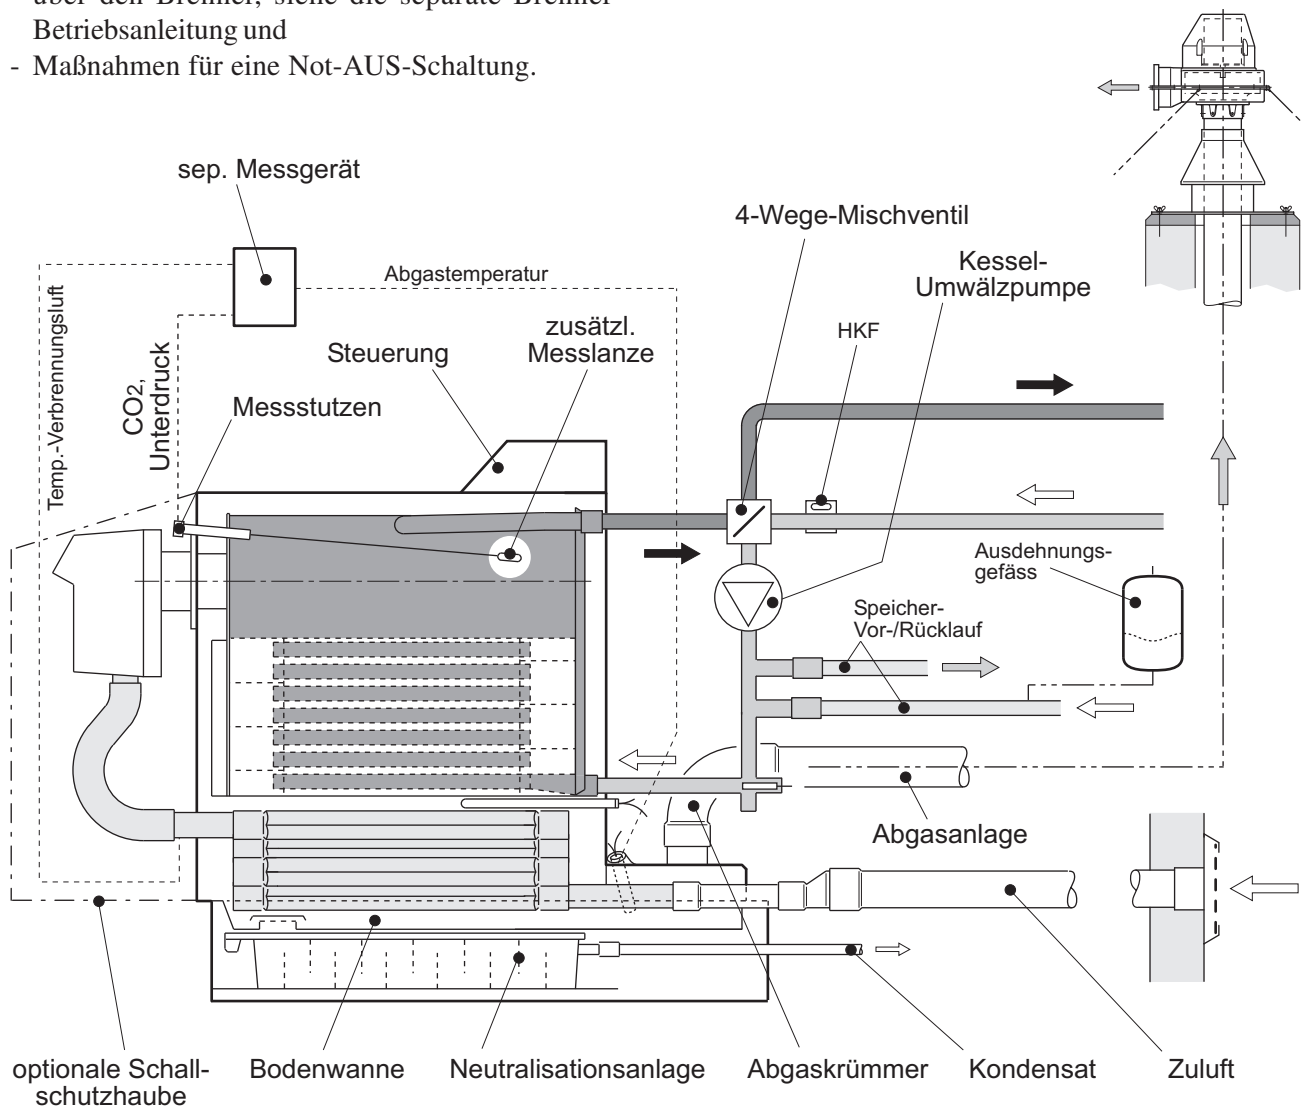 über den Brenner, siehe die separate Brenner
Betriebsanleitung und
- Maßnahmen für eine Not-AUS-Schaltung.
sep. Messgerät
4-Wege-Mischventil
Kessel-
Umwälzpumpe
Abgastemperatur
Temp.-Verbrennungsluft
CO2,
Unterdruck
zusätzl.
Messlanze
HKF
Steuerung
Messstutzen
Ausdehnungs-
gefäss
Speicher-
Vor-/Rücklauf
Abgasanlage
optionale Schall-
schutzhaube
Bodenwanne
Neutralisationsanlage
Abgaskrümmer
Kondensat
Zuluft